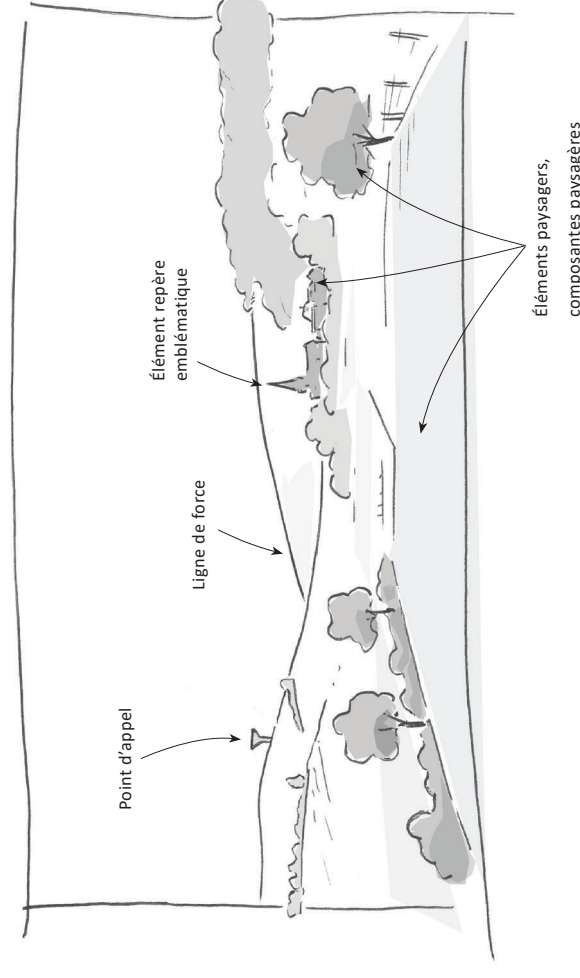 Point d'appel
Ligne de force
Élément repère
emblématique
Éléments paysagers,
composantes paysagères